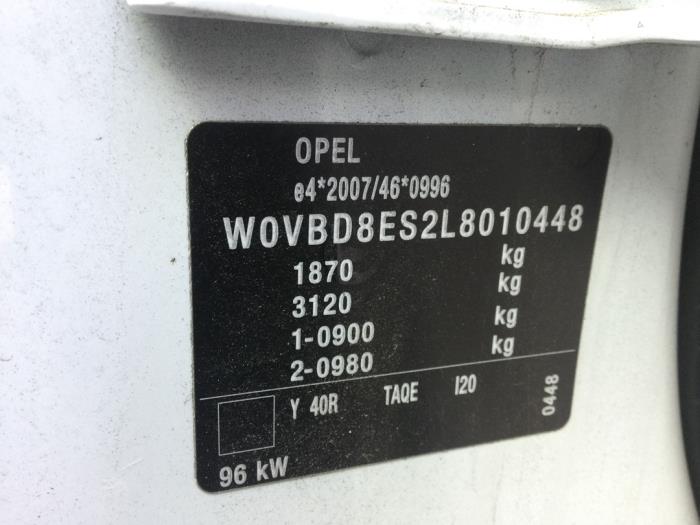 OPEL
e4*2007/46*0996
W0VBD8ES2L8010448
1870 kg
3120 kg
1-0900 kg
2-0980 kg
Y 40R TAQE I20
0448
96 kW